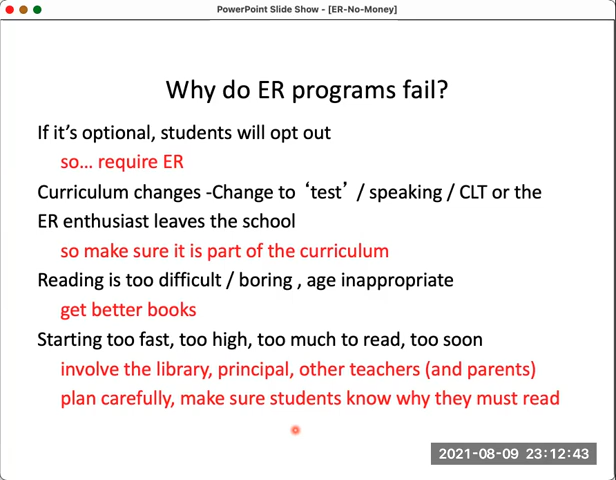 PowerPoint Slide Show - [ER-No-Money]
Why do ER programs fail?
If it’s optional, students will opt out
so... require ER
Curriculum changes -Change to ‘test’ / speaking / CLT or the
ER enthusiast leaves the school
so make sure it is part of the curriculum
Reading is too difficult / boring , age inappropriate
get better books
Starting too fast, too high, too much to read, too soon
involve the library, principal, other teachers (and parents)
plan carefully, make sure students know why they must read
2021-08-09 23:12:43